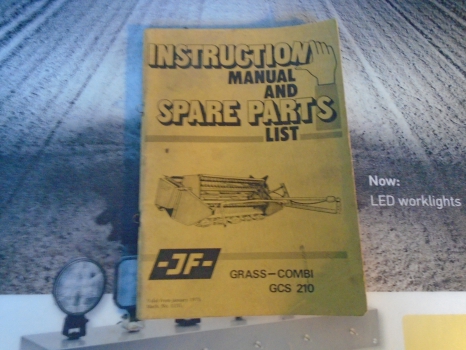 INSTRUCTION
MANUAL
AND
SPARE PARTS
LIST
-JF-
GRASS-COMBI
GCS 210
Now:
LED worklights